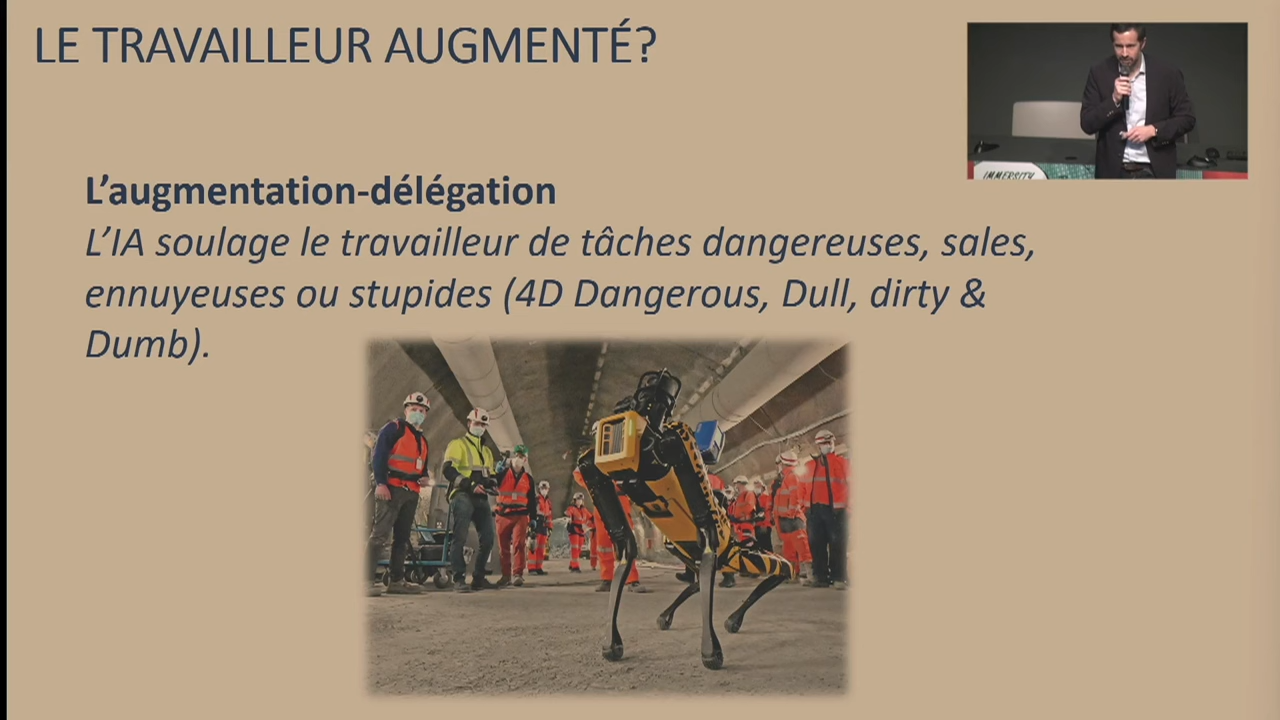 LE TRAVAILLEUR AUGMENTÉ?
L’augmentation-délégation
L’IA soulage le travailleur de tâches dangereuses, sales,
ennuyeuses ou stupides (4D Dangerous, Dull, dirty &
Dumb).
IMMERSITY